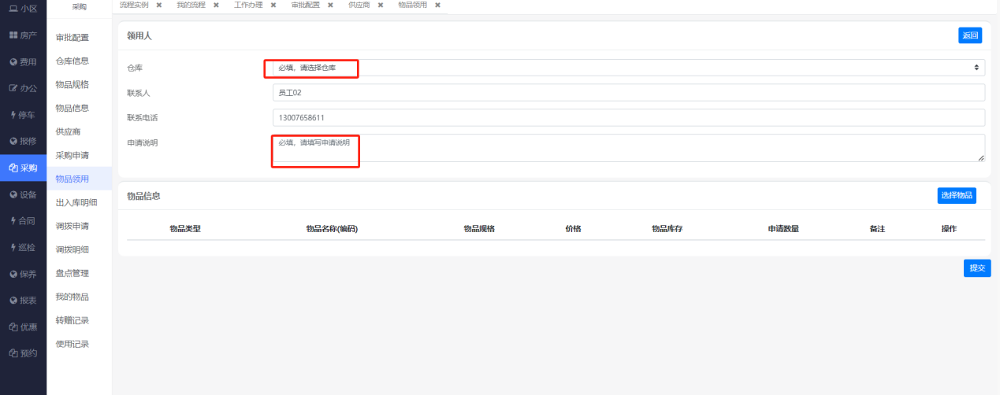 小区
房产
费用
办公
停车
报修
采购
设备
合同
巡检
保养
报表
优惠
预约
采购
审批配置
仓库信息
物品规格
物品信息
供应商
采购申请
物品领用
出入库明细
调拨申请
调拨明细
盘点管理
我的物品
转赠记录
使用记录
流程实例 我的流程 工作办理 审批配置 供应商 物品领用
领用人 返回
仓库 必填，请选择仓库
联系人 员工02
联系电话 13007658611
申请说明 必填，请填写申请说明
物品信息 选择物品
物品类型 物品名称(编码) 物品规格 价格 物品库存 申请数量 备注 操作
提交